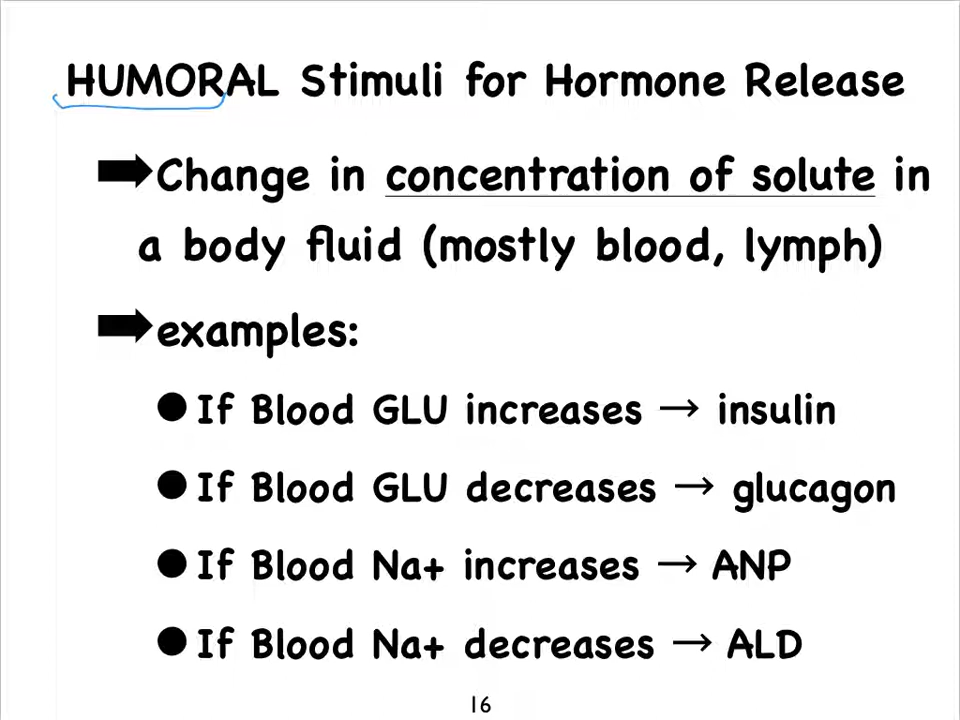 HUMORAL Stimuli for Hormone Release
➡Change in concentration of solute in
a body fluid (mostly blood, lymph)
➡examples:
● If Blood GLU increases → insulin
● If Blood GLU decreases → glucagon
● If Blood Na+ increases → ANP
● If Blood Na+ decreases → ALD
16